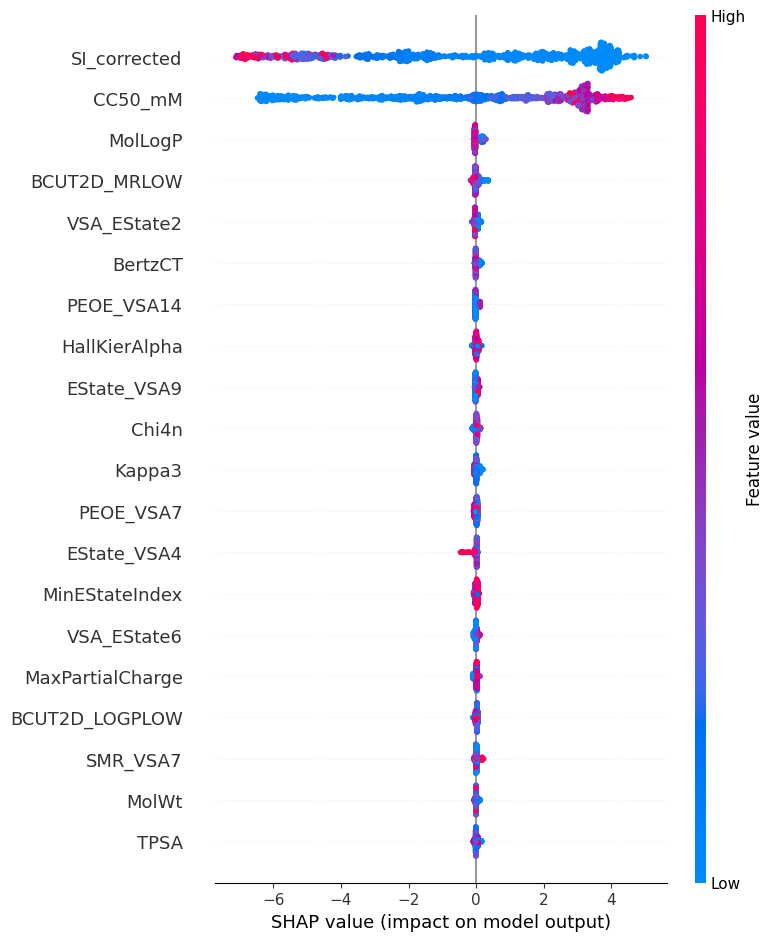 High
SI_corrected
CC50_mM
MolLogP
BCUT2D_MRLOW
VSA_EState2
BertzCT
PEOE_VSA14
HallKierAlpha
EState_VSA9
Chi4n
Kappa3
PEOE_VSA7
EState_VSA4
MinEStateIndex
VSA_EState6
MaxPartialCharge
BCUT2D_LOGPLOW
SMR_VSA7
MolWt
TPSA
Feature value
Low
−6 −4 −2 0 2 4
SHAP value (impact on model output)